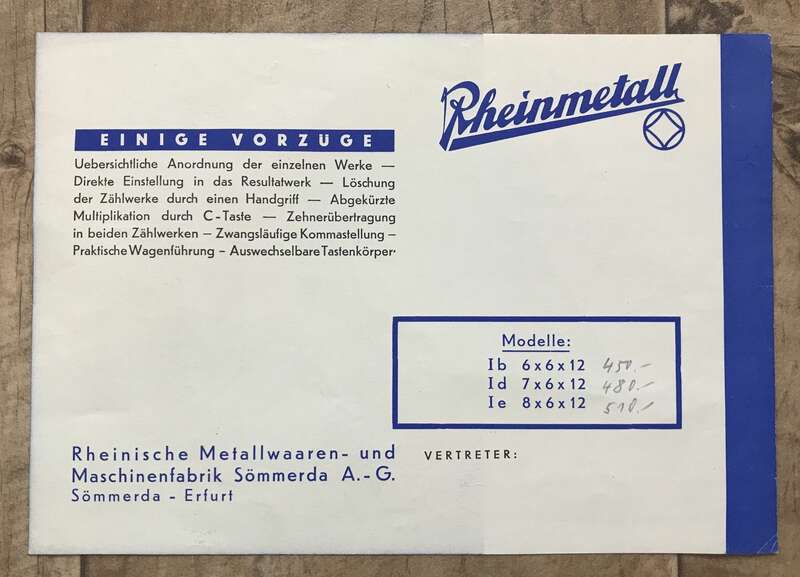 Rheinmetall
EINIGE VORZÜGE
Uebersichtliche Anordnung der einzelnen Werke —
Direkte Einstellung in das Resultatwerk — Löschung
der Zählwerke durch einen Handgriff — Abgekürzte
Multiplikation durch C-Taste — Zehnerübertragung
in beiden Zählwerken – Zwangsläufige Kommastellung –
Praktische Wagenführung – Auswechselbare Tastenkörper.
Modelle:
Ib 6x6x12 450.-
Id 7x6x12 480.-
Ie 8x6x12 510.-
Rheinische Metallwaaren- und
Maschinenfabrik Sömmerda A.-G.
Sömmerda - Erfurt
VERTRETER: